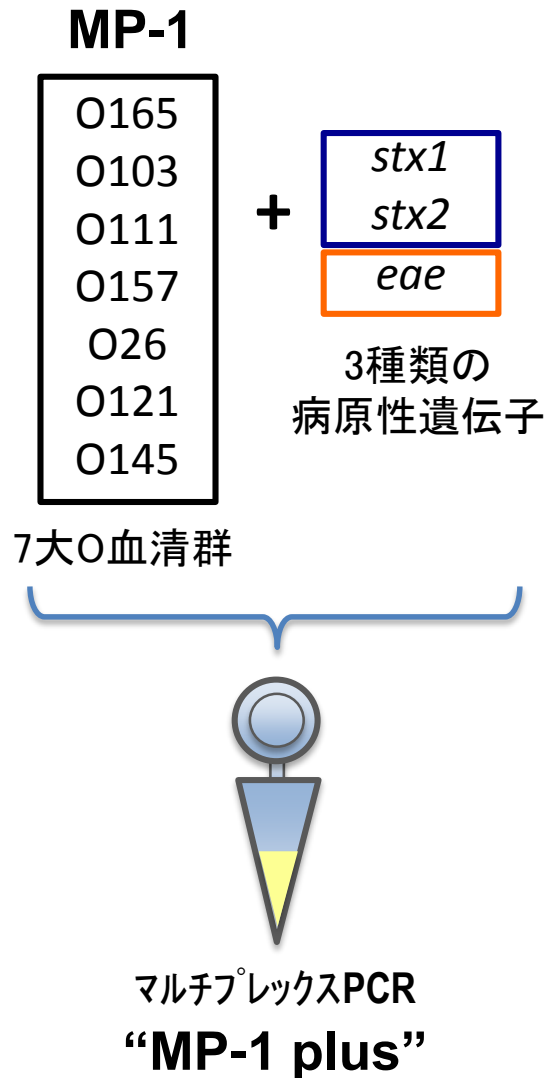 MP-1
O165
O103
O111
O157
O26
O121
O145
7大O血清群
+
stx1
stx2
eae
3種類の
病原性遺伝子
マルチプレックスPCR
“MP-1 plus”